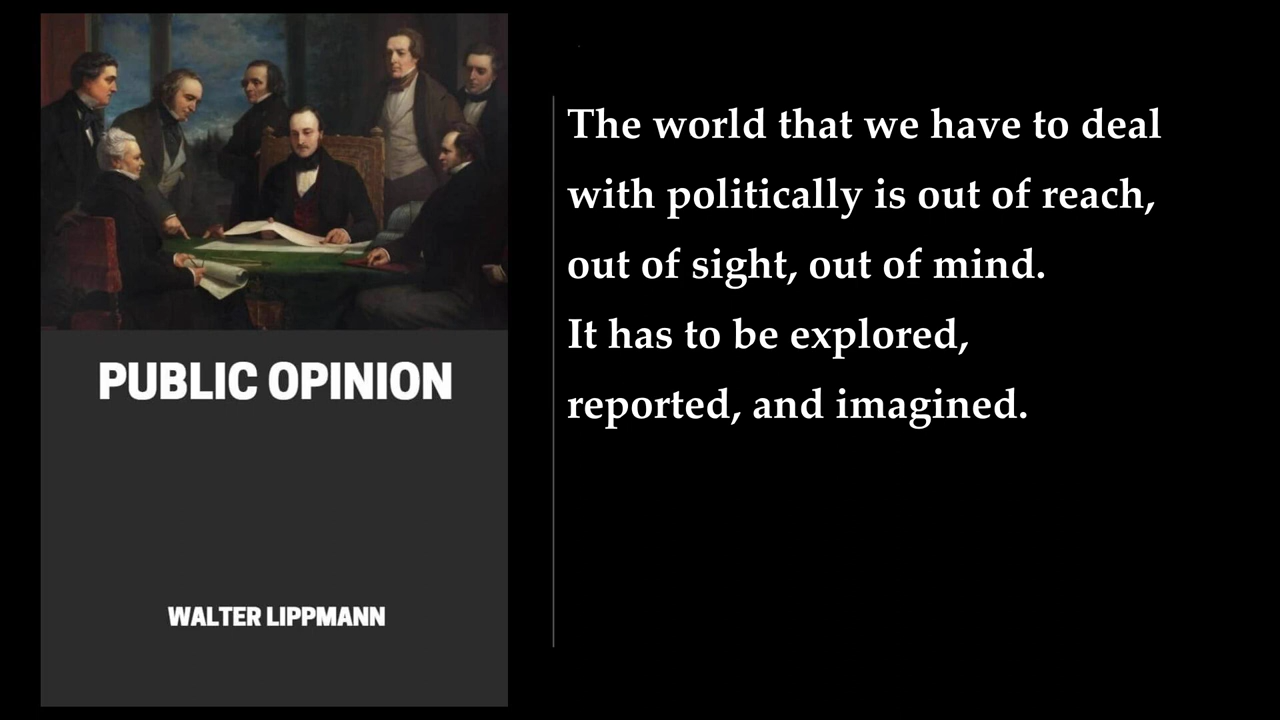 PUBLIC OPINION
WALTER LIPPMANN
The world that we have to deal
with politically is out of reach,
out of sight, out of mind.
It has to be explored,
reported, and imagined.